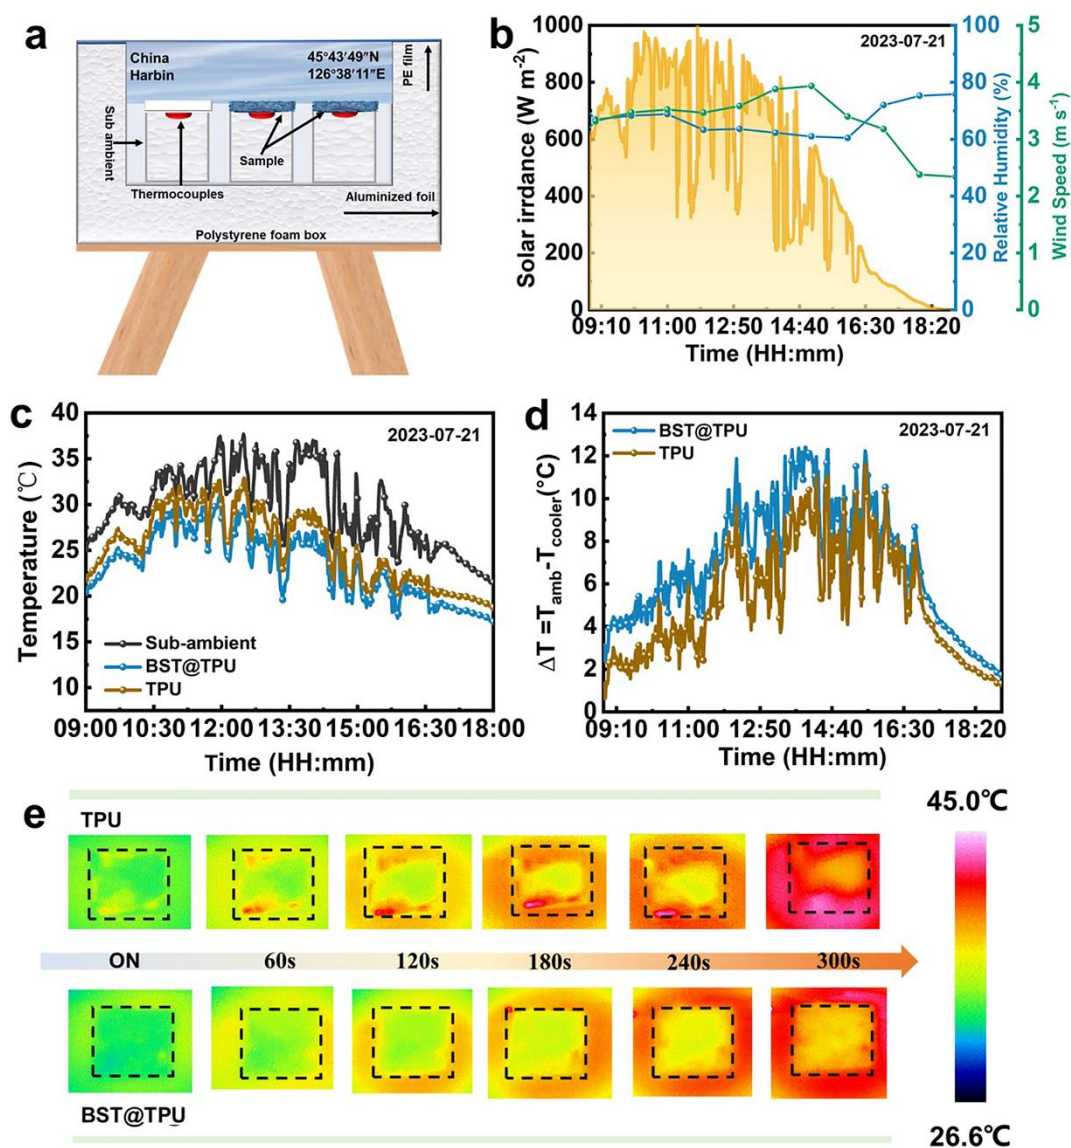 a
China
Harbin
45°43′49″N
126°38′11″E
PE film
Sub ambient
Sample
Thermocouples
Aluminized foil
Polystyrene foam box
b
2023-07-21
Solar irrdance (W m⁻²)
1000
800
600
400
200
0
100
80
60
40
20
0
Relative Humidity (%)
5
4
3
2
1
0
Wind Speed (m s⁻¹)
09:10 11:00 12:50 14:40 16:30 18:20
Time (HH:mm)
c
2023-07-21
Temperature (℃)
40
35
30
25
20
15
10
Sub-ambient
BST@TPU
TPU
09:00 10:30 12:00 13:30 15:00 16:30 18:00
Time (HH:mm)
d
BST@TPU
TPU
2023-07-21
ΔT =T_amb-T_cooler(°C)
14
12
10
8
6
4
2
0
09:10 11:00 12:50 14:40 16:30 18:20
Time (HH:mm)
e
TPU
45.0℃
ON 60s 120s 180s 240s 300s
BST@TPU
26.6℃